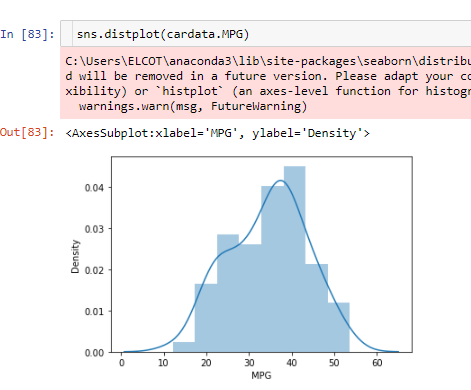 In [83]: sns.distplot(cardata.MPG)
C:\Users\ELCOT\anaconda3\lib\site-packages\seaborn\distribu
d will be removed in a future version. Please adapt your co
xibility) or `histplot` (an axes-level function for histogr
warnings.warn(msg, FutureWarning)
Out[83]: <AxesSubplot:xlabel='MPG', ylabel='Density'>
0.04
0.03
Density
0.02
0.01
0.00
0 10 20 30 40 50 60
MPG